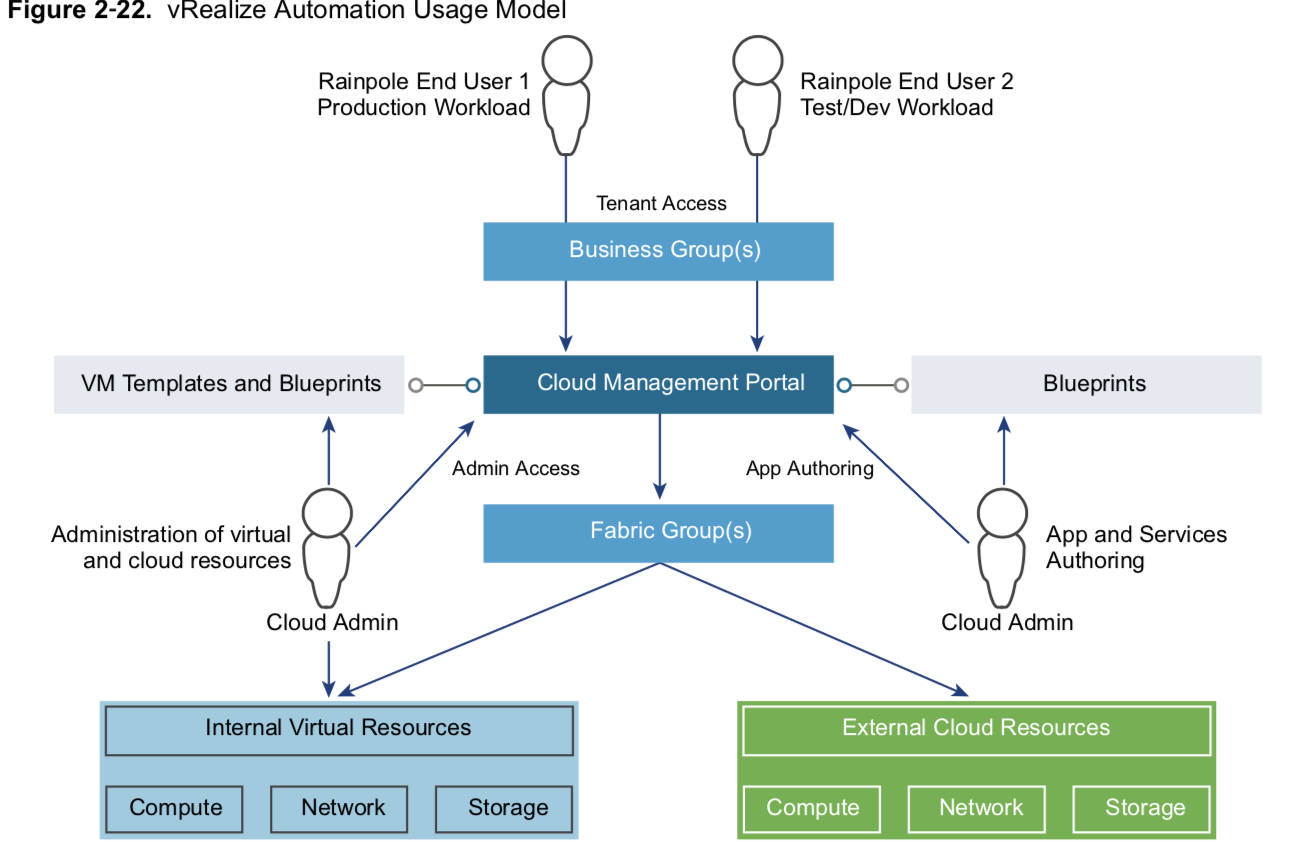 Figure 2-22. vRealize Automation Usage Model
Rainpole End User 1
Production Workload
Rainpole End User 2
Test/Dev Workload
Tenant Access
Business Group(s)
VM Templates and Blueprints
Cloud Management Portal
Blueprints
Admin Access
App Authoring
Administration of virtual
and cloud resources
Fabric Group(s)
App and Services
Authoring
Cloud Admin
Cloud Admin
Internal Virtual Resources
External Cloud Resources
Compute
Network
Storage
Compute
Network
Storage